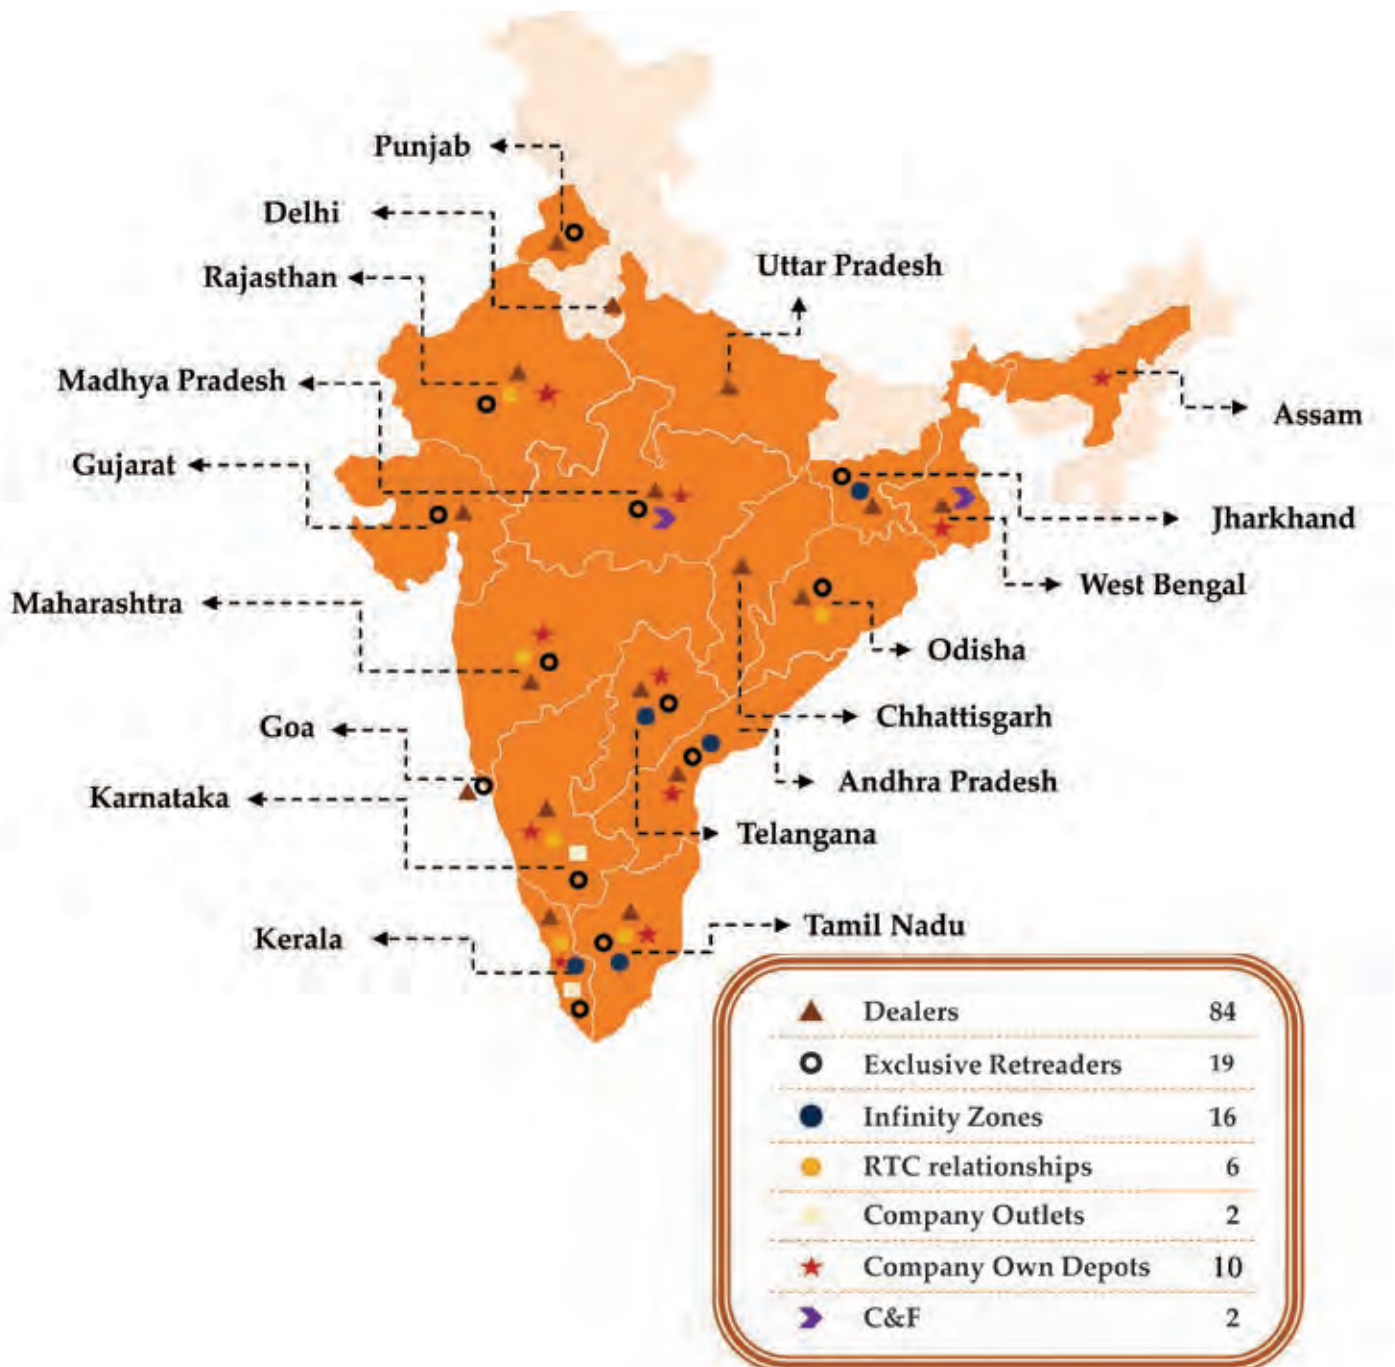 Punjab
Delhi
Rajasthan
Uttar Pradesh
Madhya Pradesh
Assam
Gujarat
Jharkhand
West Bengal
Maharashtra
Odisha
Chhattisgarh
Goa
Andhra Pradesh
Karnataka
Telangana
Tamil Nadu
Kerala
Dealers 84
Exclusive Retreaders 19
Infinity Zones 16
RTC relationships 6
Company Outlets 2
Company Own Depots 10
C&F 2